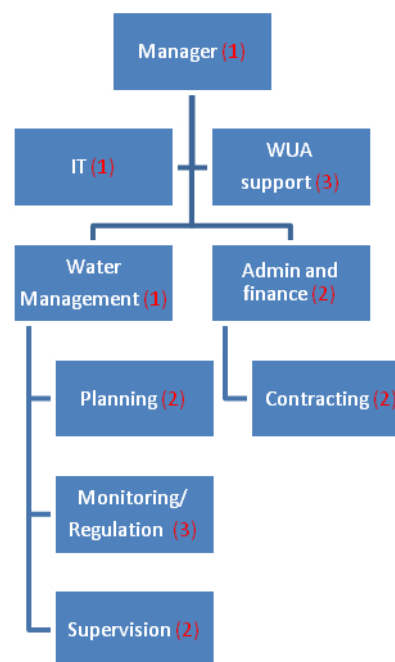 Manager (1)
IT (1)
WUA
support (3)
Water
Management (1)
Admin and
finance (2)
Planning (2)
Contracting (2)
Monitoring/
Regulation (3)
Supervision (2)